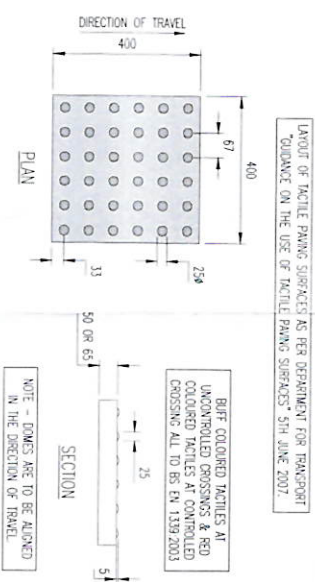 LAYOUT OF TACTILE PAVING SURFACES AS PER DEPARTMENT FOR TRANSPORT
"GUIDANCE ON THE USE OF TACTILE PAVING SURFACES" 5TH JUNE 2007.
DIRECTION OF TRAVEL
400
400
67
25ø
33
PLAN
BUFF COLOURED TACTILES AT
UNCONTROLLED CROSSINGS & RED
COLOURED TACTILES AT CONTROLLED
CROSSING ALL TO BS EN 1339:2003
50 OR 65
25
5
SECTION
NOTE - DOMES ARE TO BE ALIGNED
IN THE DIRECTION OF TRAVEL